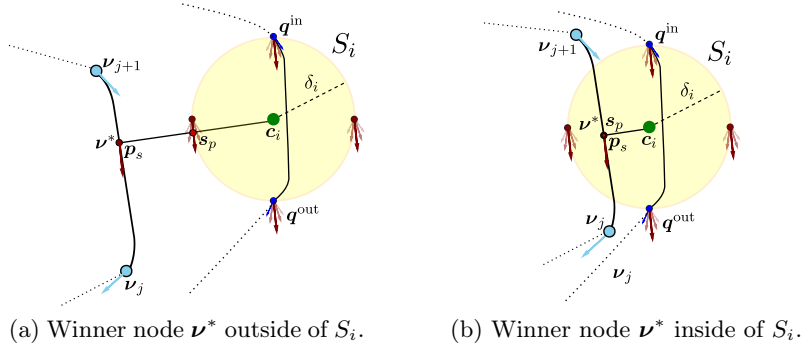 q^in
S_i
ν_{j+1}
δ_i
ν*
p_s
s_p
c_i
q^out
ν_j
(a) Winner node ν* outside of S_i.
q^in
ν_{j+1}
S_i
δ_i
ν*
s_p
p_s
c_i
ν_j
q^out
ν_j
(b) Winner node ν* inside of S_i.